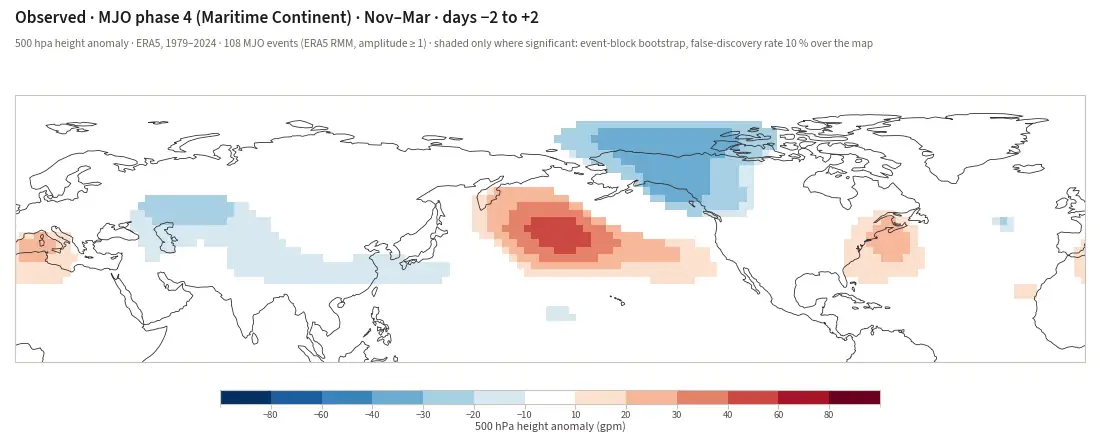 Observed · MJO phase 4 (Maritime Continent) · Nov–Mar · days −2 to +2
500 hpa height anomaly · ERA5, 1979–2024 · 108 MJO events (ERA5 RMM, amplitude ≥ 1) · shaded only where significant: event-block bootstrap, false-discovery rate 10 % over the map
−80 −60 −40 −30 −20 −10 10 20 30 40 60 80
500 hpa height anomaly (gpm)